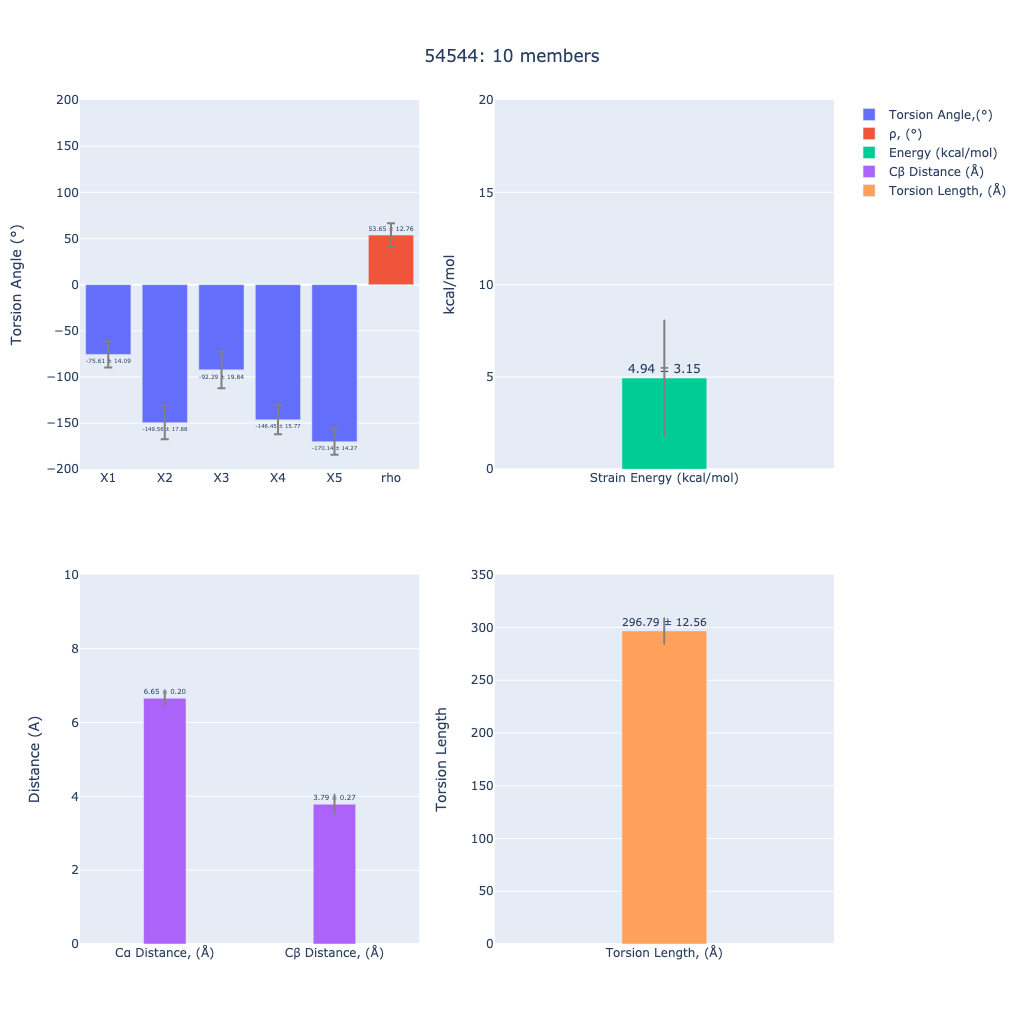 54544: 10 members
Torsion Angle (°)
200
150
100
50
0
−50
−100
−150
−200
-75.61 ± 14.09
-149.56 ± 17.88
-92.29 ± 19.84
-146.45 ± 15.77
-170.14 ± 14.27
53.65 ± 12.76
X1 X2 X3 X4 X5 rho
kcal/mol
20
15
10
5
0
4.94 ± 3.15
Strain Energy (kcal/mol)
Torsion Angle,(°)
ρ, (°)
Energy (kcal/mol)
Cβ Distance (Å)
Torsion Length, (Å)
Distance (A)
10
8
6
4
2
0
6.65 ± 0.20
3.79 ± 0.27
Cα Distance, (Å) Cβ Distance, (Å)
Torsion Length
350
300
250
200
150
100
50
0
296.79 ± 12.56
Torsion Length, (Å)